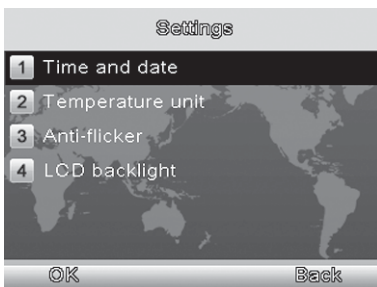 Settings
1 Time and date
2 Temperature unit
3 Anti-flicker
4 LCD backlight
OK Back